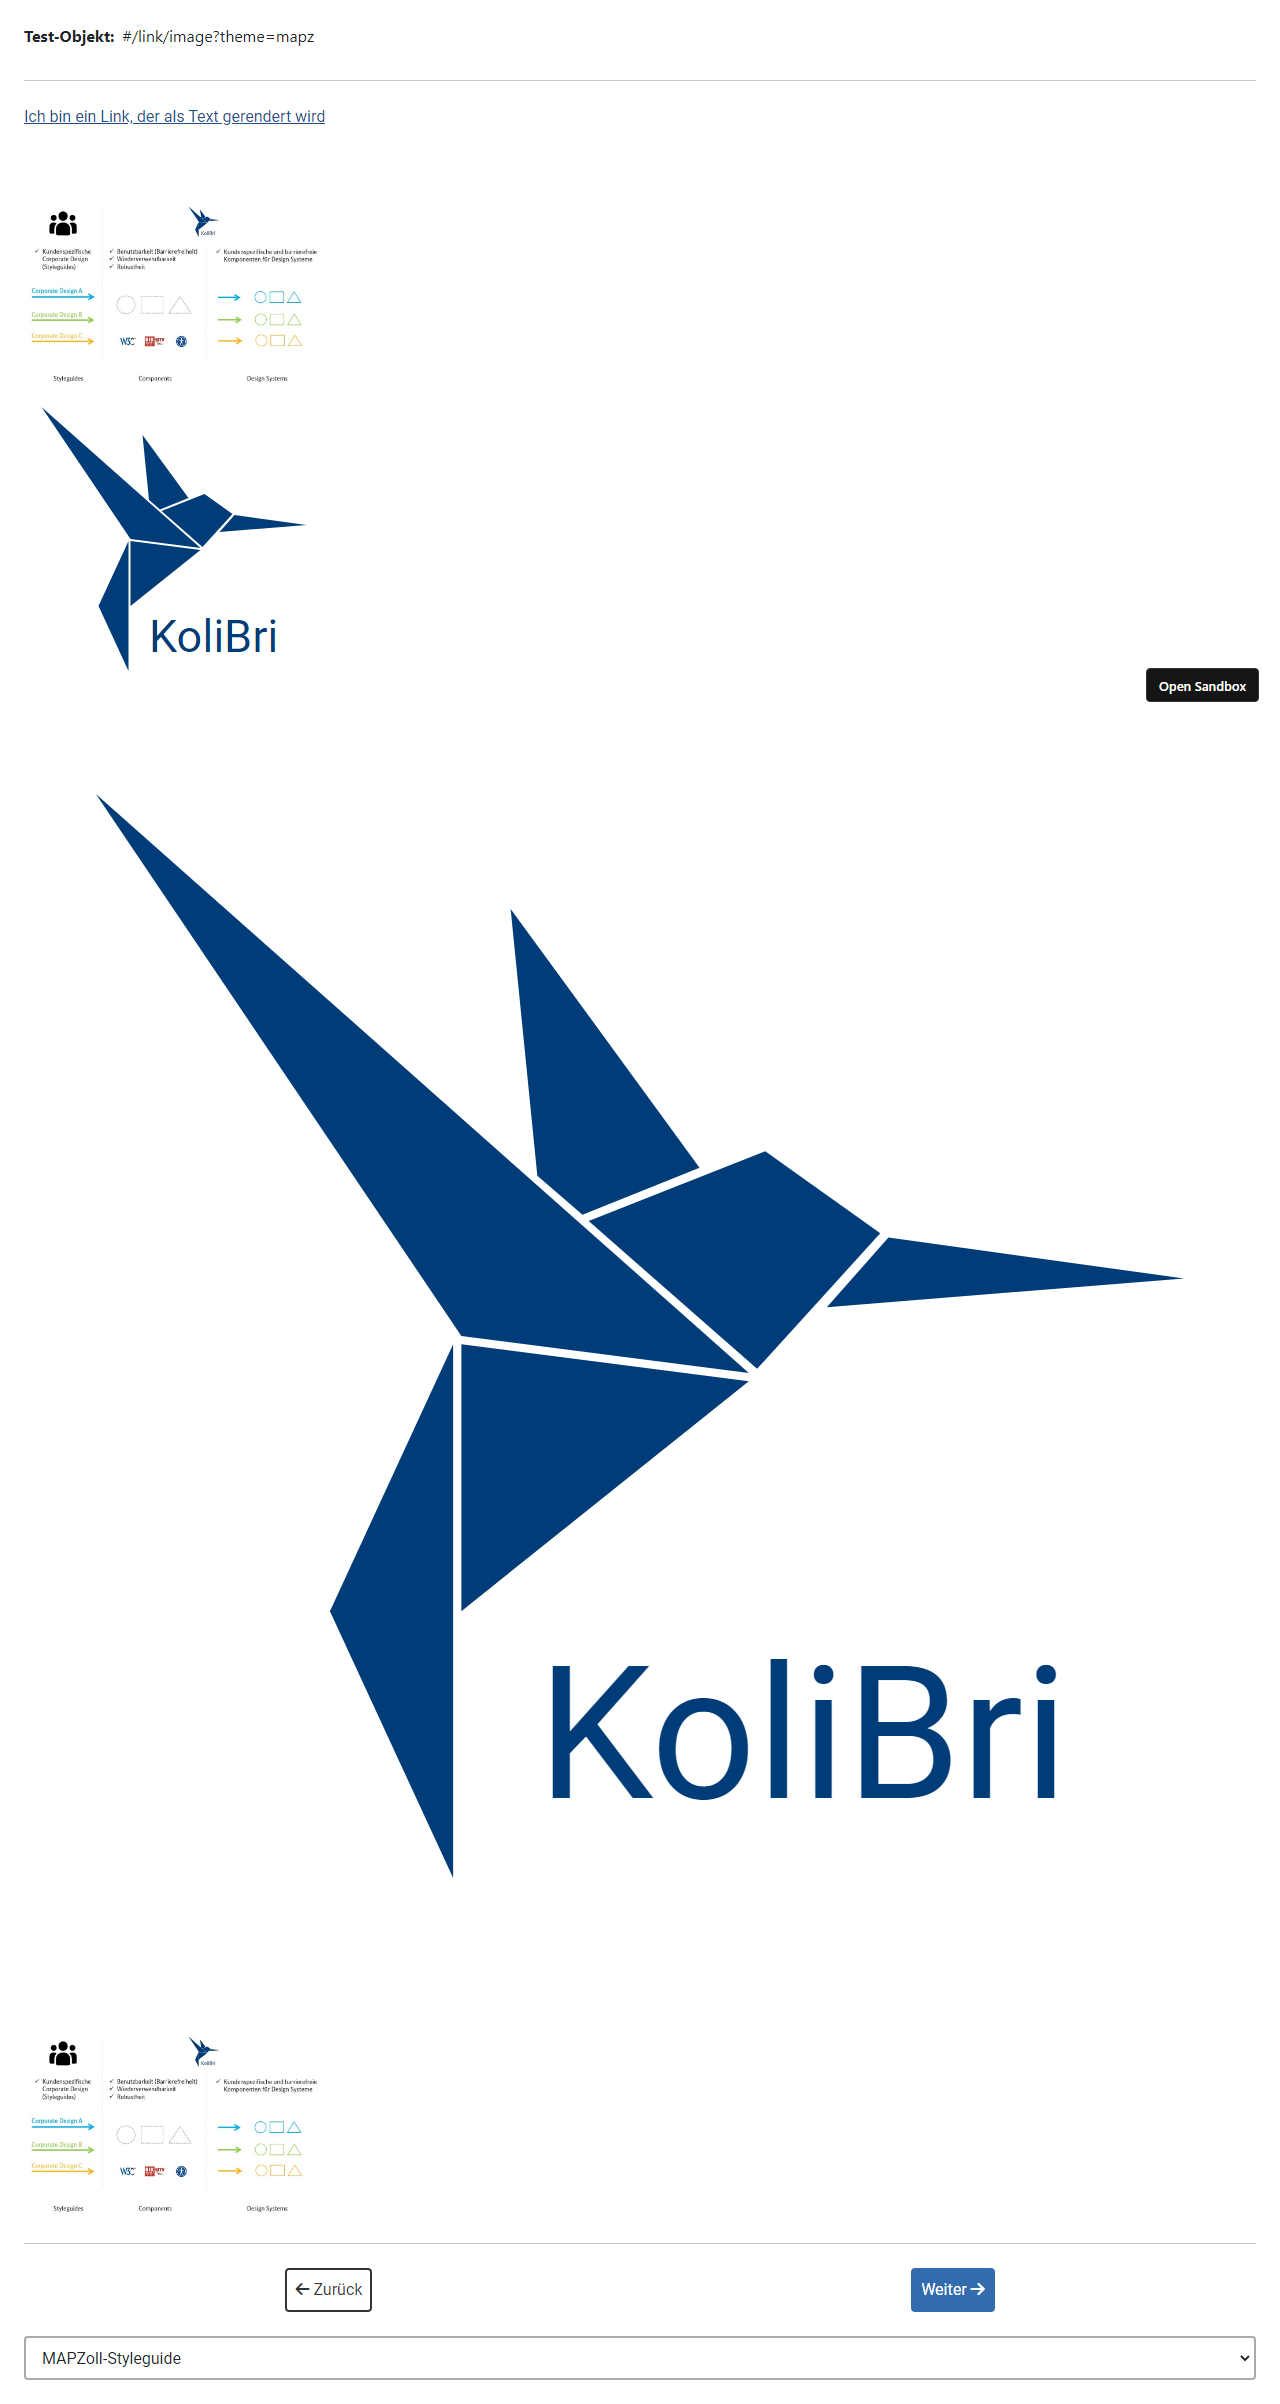 Test-Objekt: #/link/image?theme=mapz
Ich bin ein Link, der als Text gerendert wird
KoliBri
✓ Kundenspezifische
Corporate Design
(Styleguides)
✓ Benutzbarkeit (Barrierefreiheit)
✓ Wiederverwendbarkeit
✓ Robustheit
✓ Kundenspezifische und barrierefreie
Komponenten für Design Systeme
Corporate Design A
Corporate Design B
Corporate Design C
W3C
Styleguides
Components
Design Systems
KoliBri
Open Sandbox
KoliBri
KoliBri
✓ Kundenspezifische
Corporate Design
(Styleguides)
✓ Benutzbarkeit (Barrierefreiheit)
✓ Wiederverwendbarkeit
✓ Robustheit
✓ Kundenspezifische und barrierefreie
Komponenten für Design Systeme
Corporate Design A
Corporate Design B
Corporate Design C
W3C
Styleguides
Components
Design Systems
Zurück
Weiter
MAPZoll-Styleguide